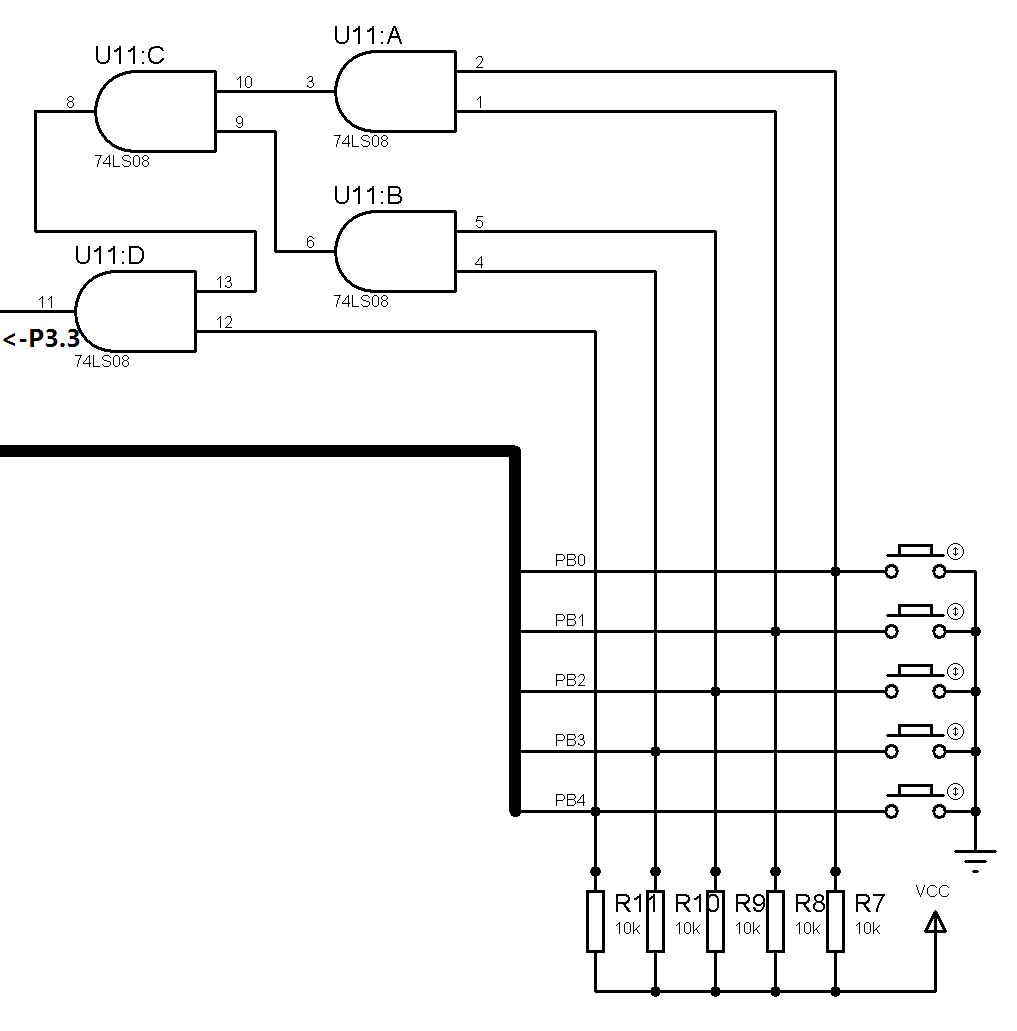 U11:A
U11:C
2
10
3
8
1
9
74LS08
74LS08
U11:B
5
6
U11:D
4
13
11
74LS08
12
<-P3.3
74LS08
PB0
PB1
PB2
PB3
PB4
VCC
R11
R10
R9
R8
R7
10k
10k
10k
10k
10k